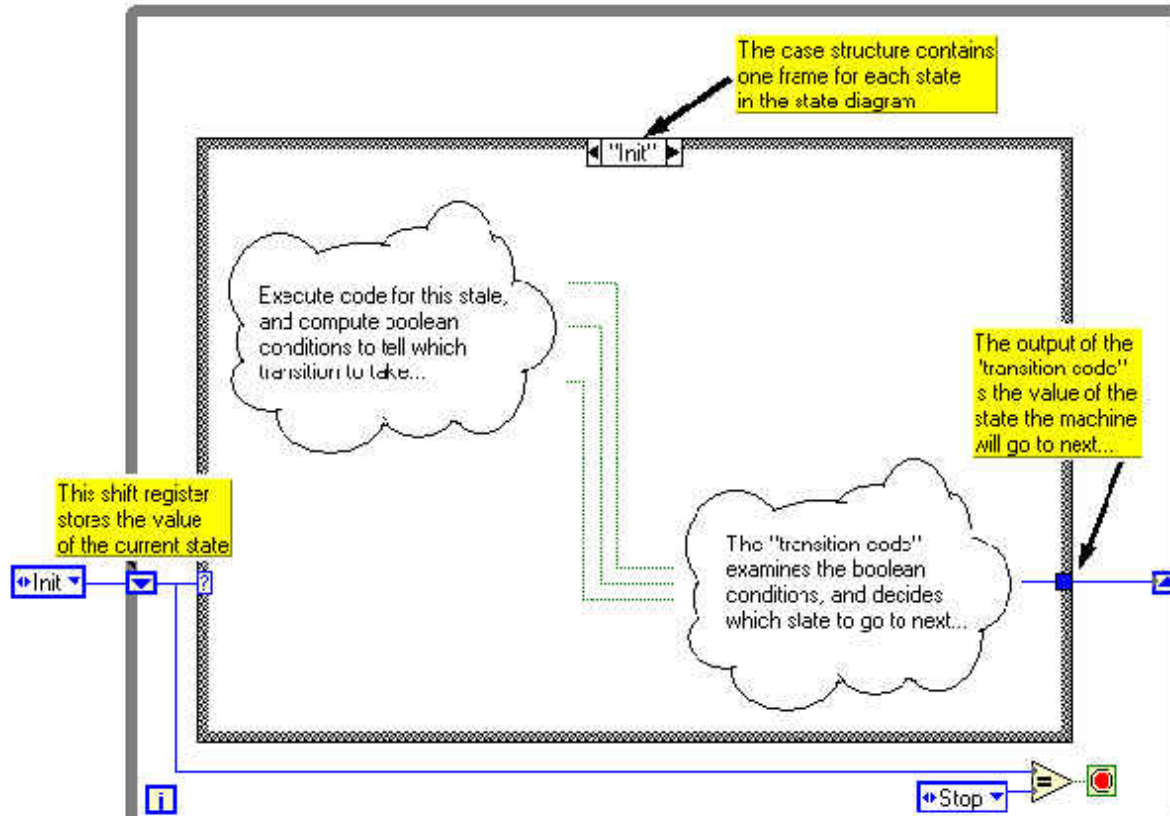 The case structure contains
one frame for each state
in the state diagram
"Init"
Execute code for this state,
and compute boolean
conditions to tell which
transition to take...
The output of the
"transition code"
is the value of the
state the machine
will go to next...
This shift register
stores the value
of the current state
Init
?
The "transition code"
examines the boolean
conditions, and decides
which state to go to next...
i
Stop
=